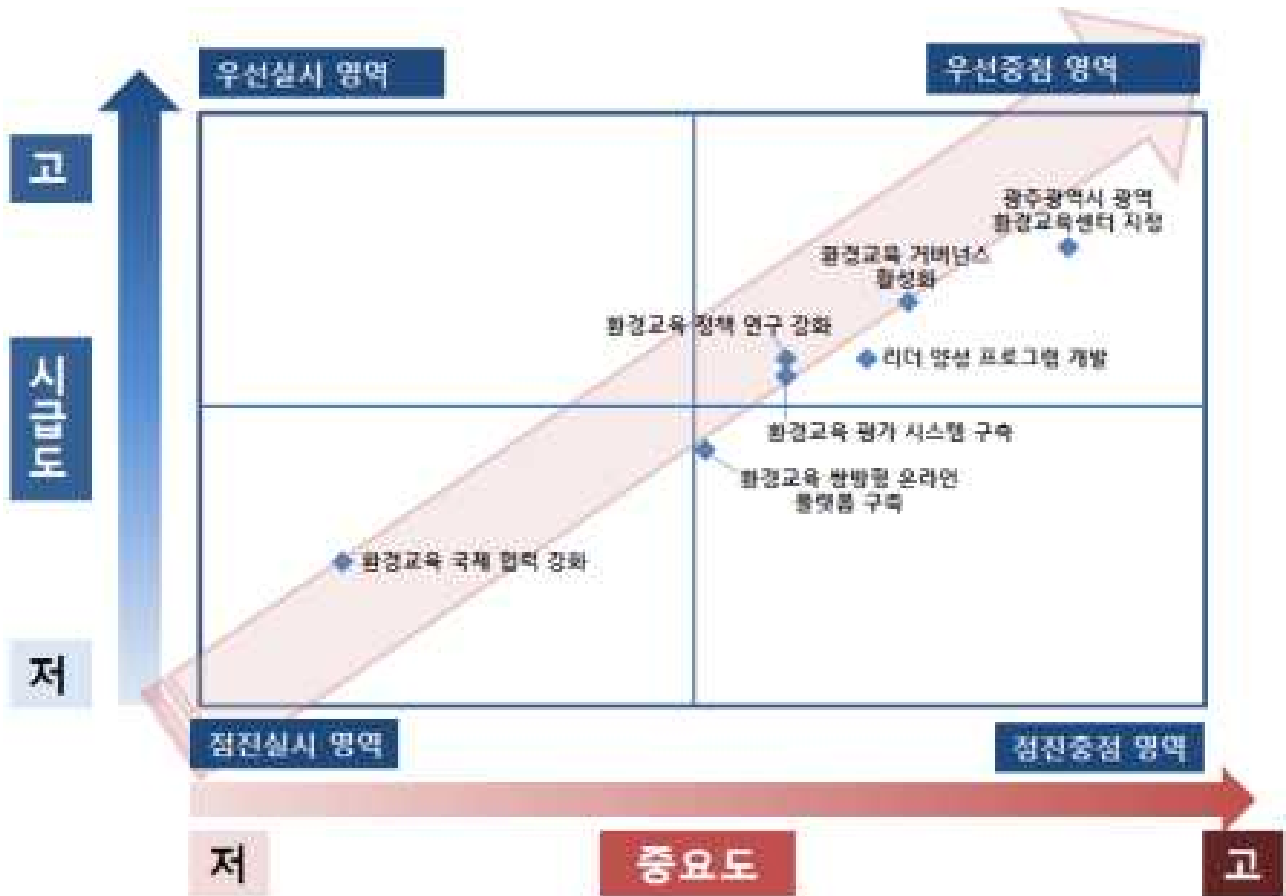 우선실시 영역
우선중점 영역
고
광주광역시 광역
환경교육센터 지정
환경교육 거버넌스
활성화
환경교육 정책 연구 강화
리더 양성 프로그램 개발
시급도
환경교육 평가 시스템 구축
환경교육 쌍방형 온라인
플랫폼 구축
환경교육 국제 협력 강화
저
점진실시 영역
점진중점 영역
저
중요도
고